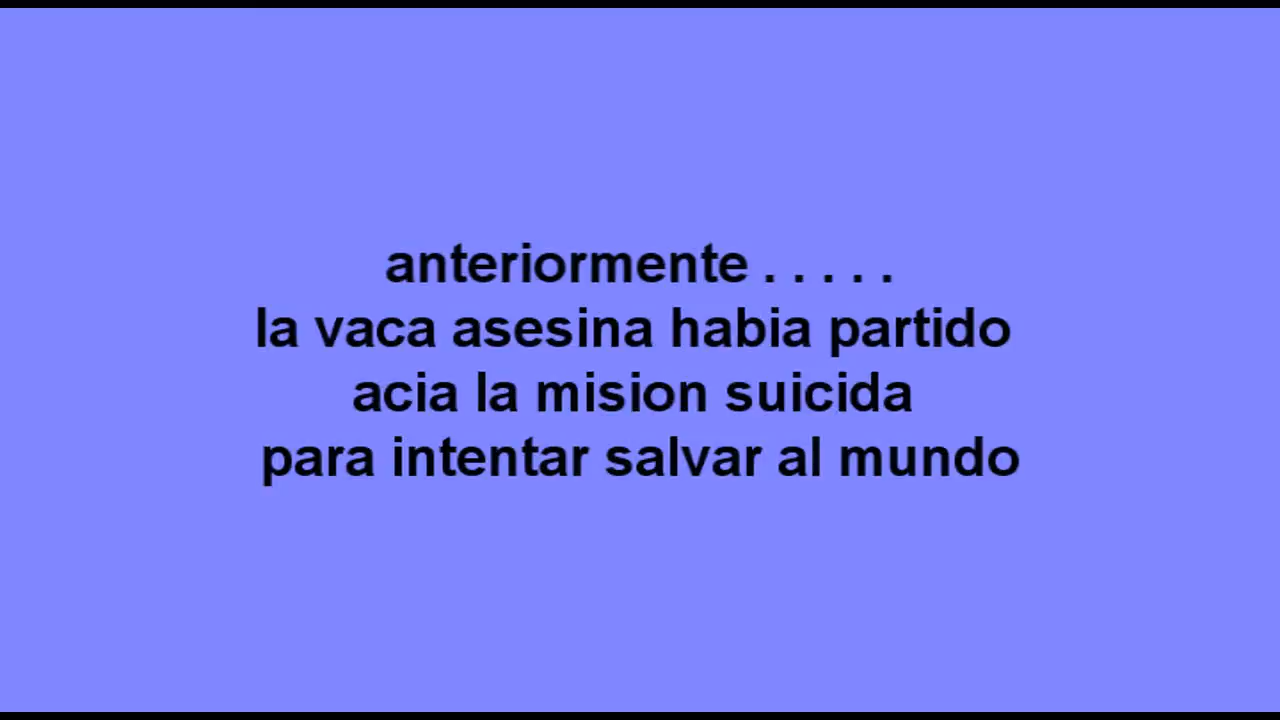 anteriormente . . . . .
la vaca asesina habia partido
acia la mision suicida
para intentar salvar al mundo